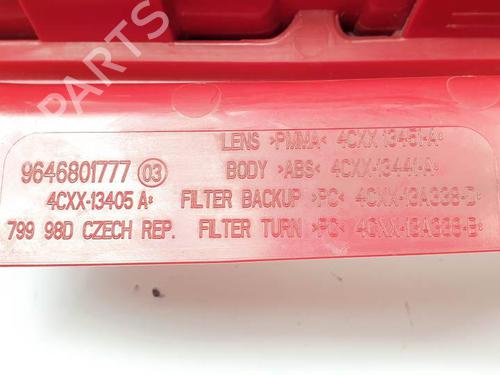 PARTS
LENS >PMMA< 4CXX-13451-A
9646801777 03 BODY >ABS< 4CXX-13441-A
4CXX-13405 A FILTER BACKUP >PC< 4CXX-13A338-D
799 98D CZECH REP. FILTER TURN >PC< 4CXX-13A338-B